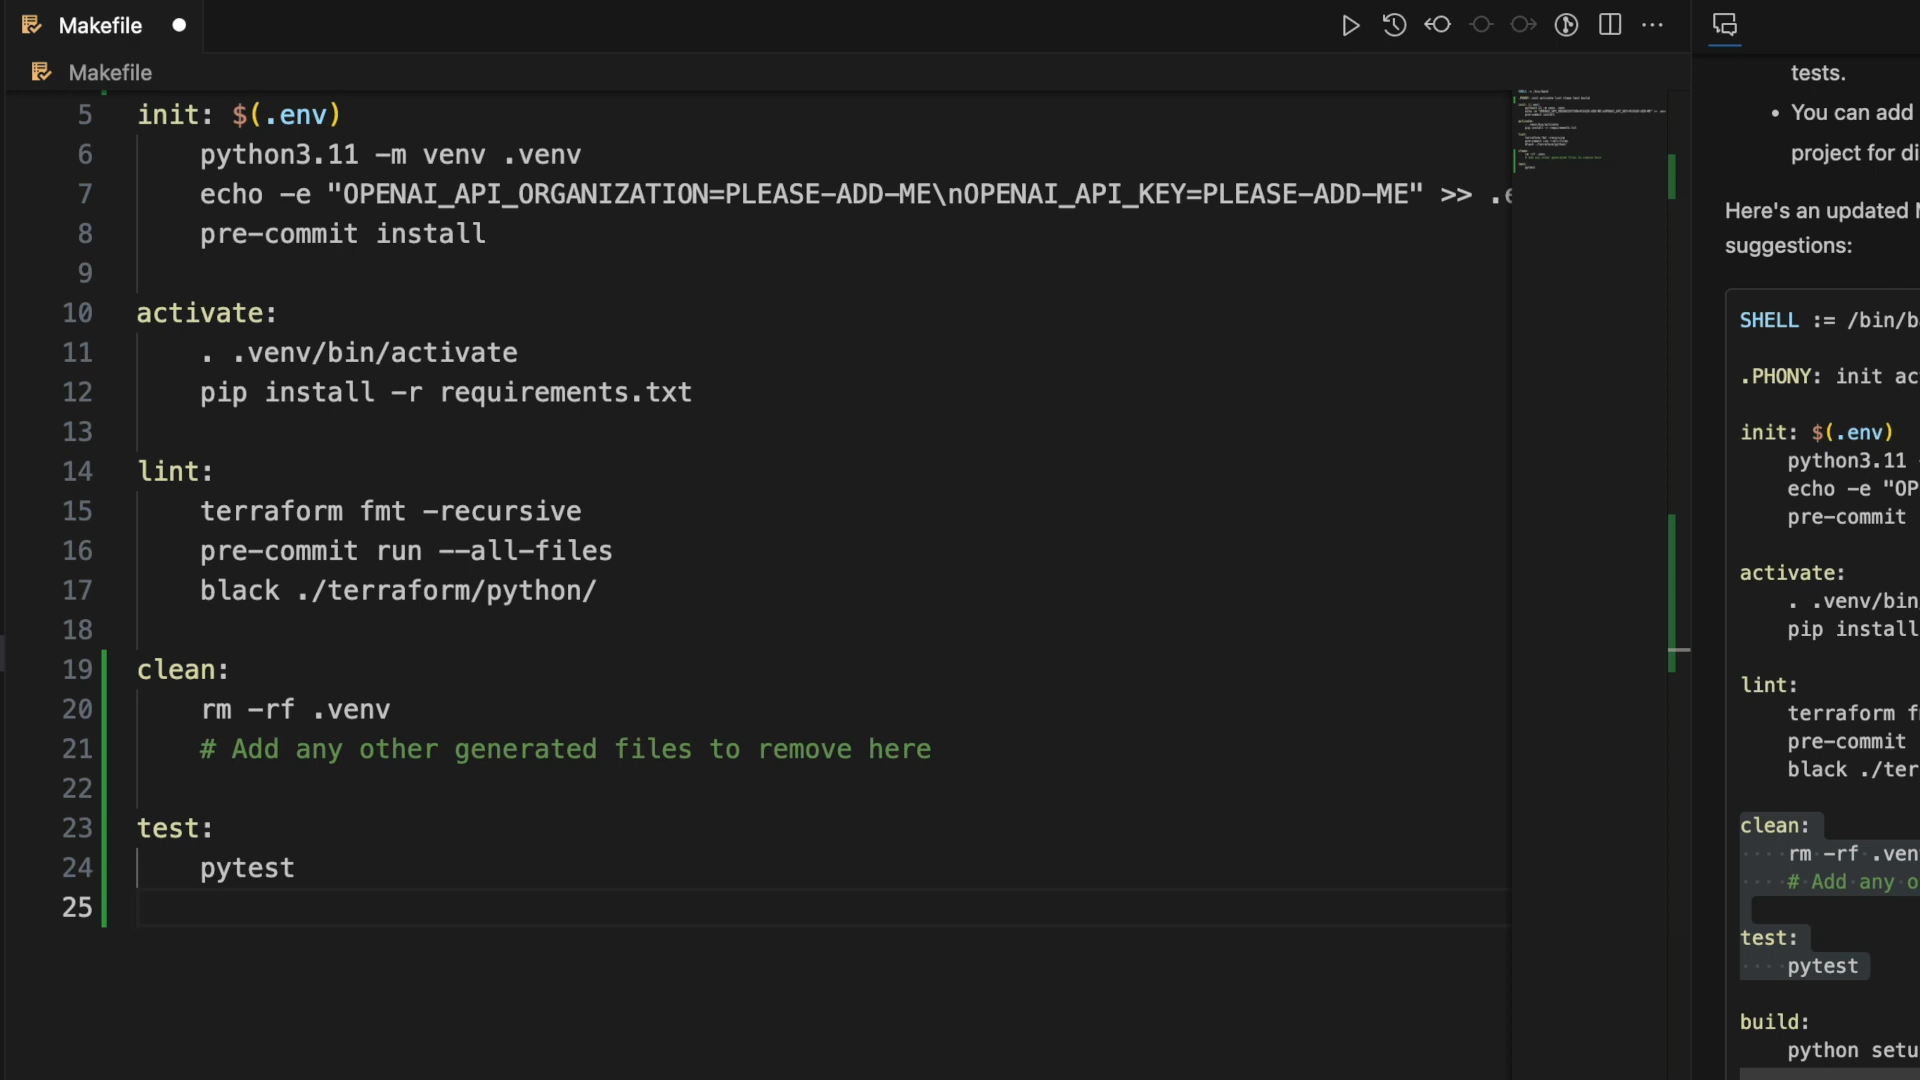 Makefile
Makefile
5 init: $(.env)
6 python3.11 -m venv .venv
7 echo -e "OPENAI_API_ORGANIZATION=PLEASE-ADD-ME\nOPENAI_API_KEY=PLEASE-ADD-ME" >> .e
8 pre-commit install
9
10 activate:
11 . .venv/bin/activate
12 pip install -r requirements.txt
13
14 lint:
15 terraform fmt -recursive
16 pre-commit run --all-files
17 black ./terraform/python/
18
19 clean:
20 rm -rf .venv
21 # Add any other generated files to remove here
22
23 test:
24 pytest
25
tests.
• You can add
project for di
Here's an updated M
suggestions:
SHELL := /bin/b
.PHONY: init ac
init: $(.env)
python3.11 -
echo -e "OP
pre-commit
activate:
. .venv/bin/
pip install
lint:
terraform f
pre-commit
black ./ter
clean:
rm -rf .ven
# Add any o
test:
pytest
build:
python setu